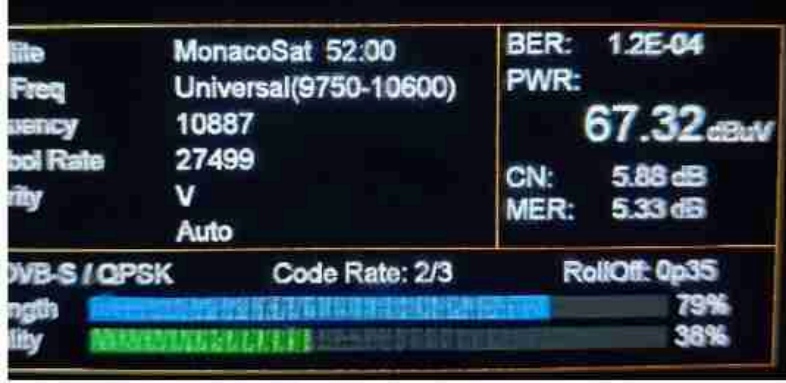 llite MonacoSat 52:00
Freq Universal(9750-10600)
uency 10887
bol Rate 27499
rity V
Auto
BER: 1.2E-04
PWR:
67.32 dBuV
CN: 5.88 dB
MER: 5.33 dB
DVB-S / QPSK Code Rate: 2/3 RollOff: 0p35
ngth 79%
lity 38%